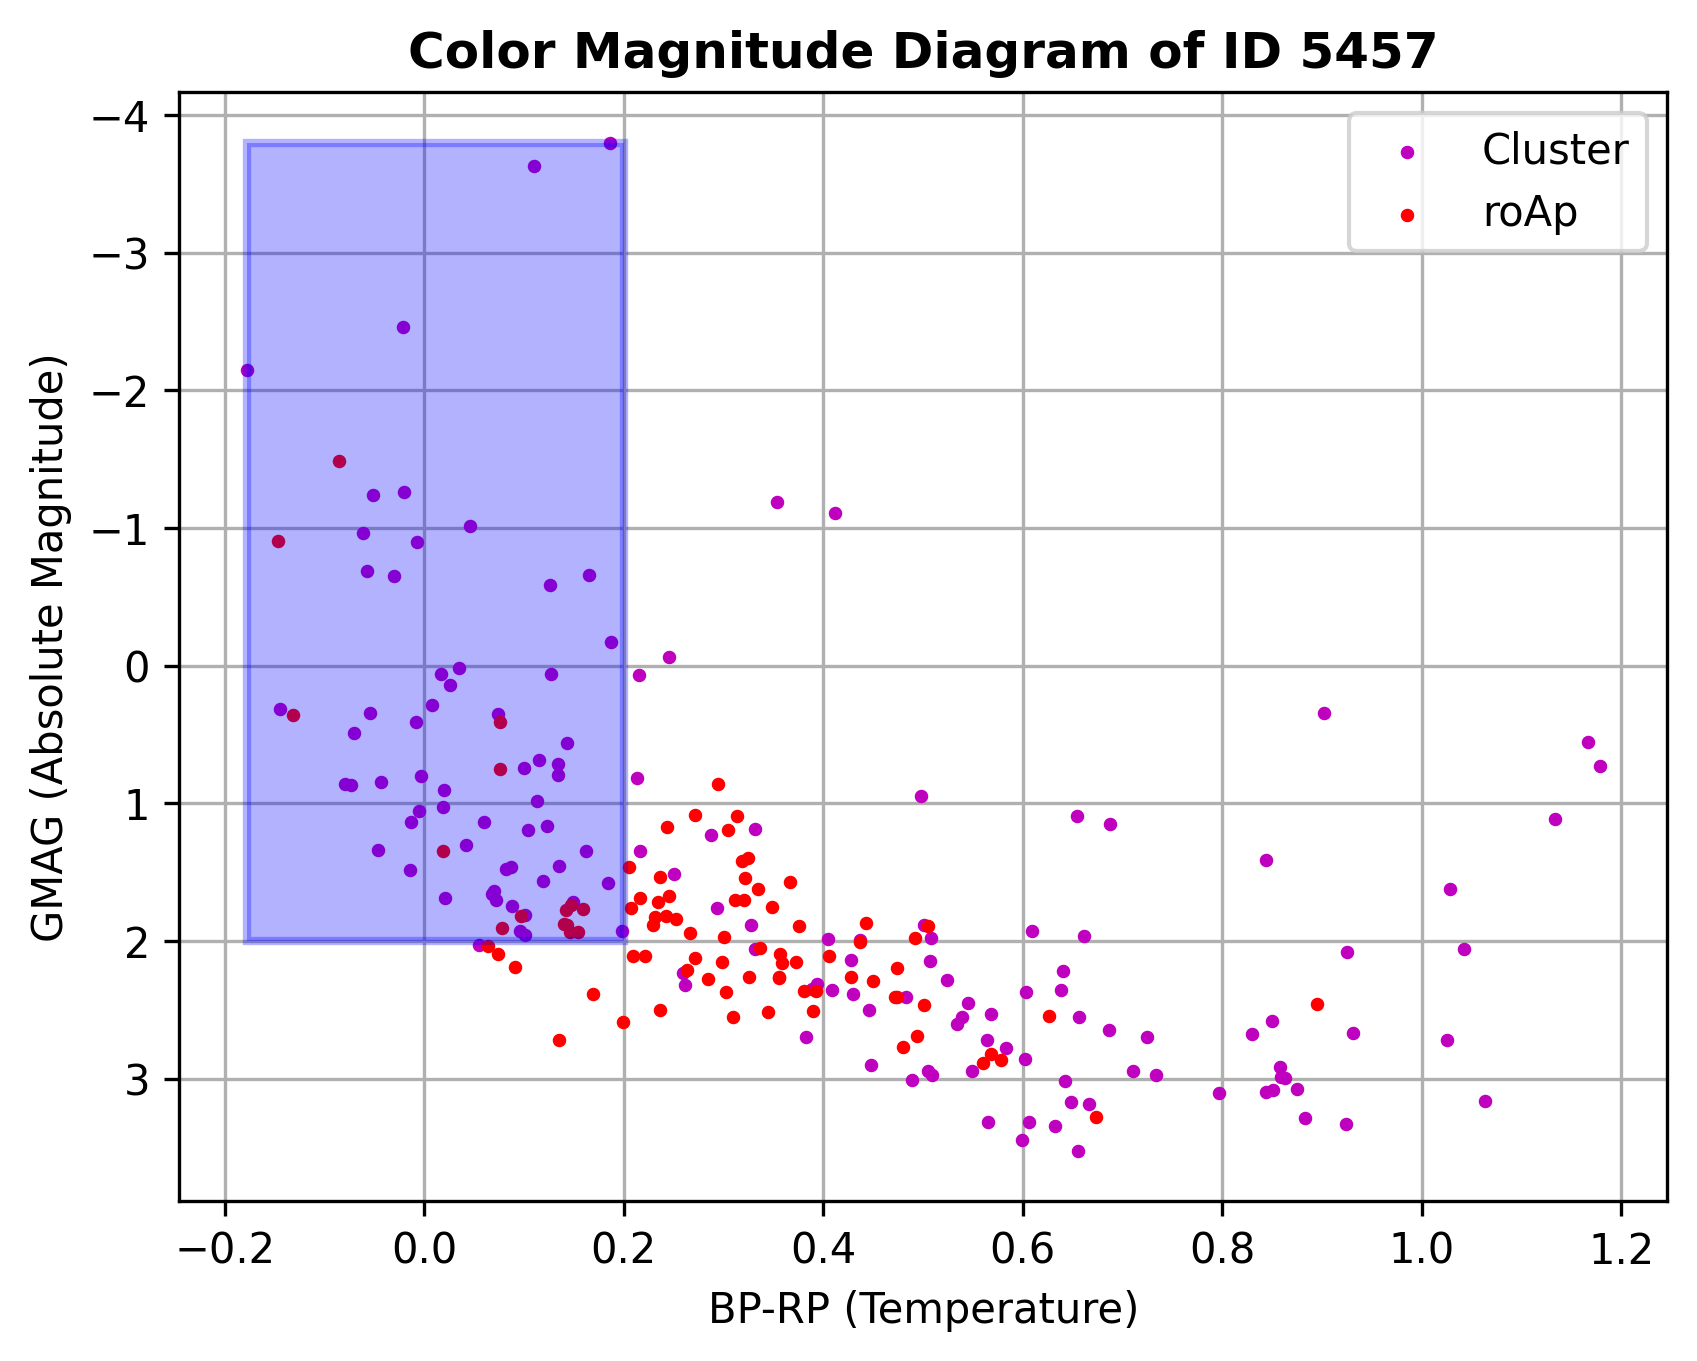 Color Magnitude Diagram of ID 5457
Cluster
roAp
−4
−3
−2
−1
0
1
2
3
GMAG (Absolute Magnitude)
−0.2 0.0 0.2 0.4 0.6 0.8 1.0 1.2
BP-RP (Temperature)